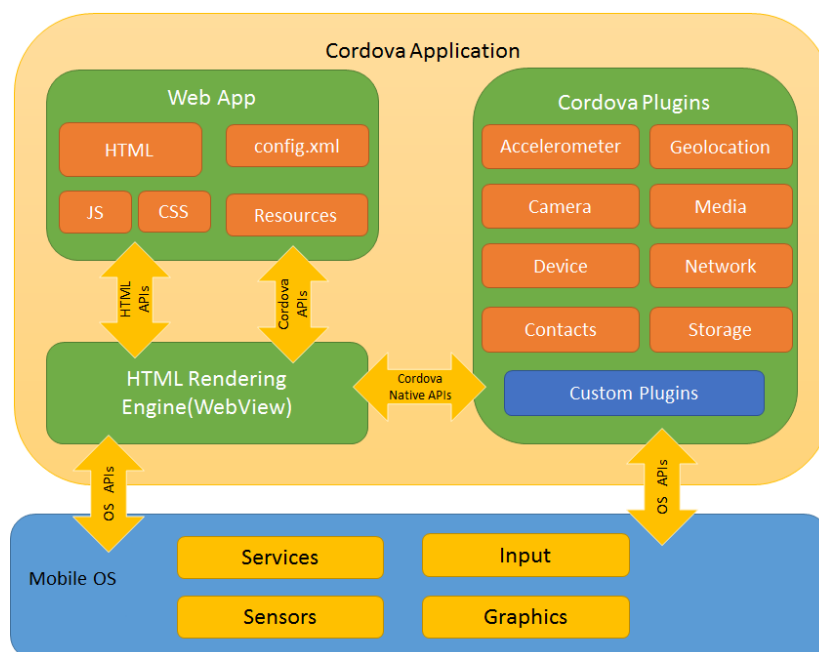 Cordova Application
Web App
HTML
config.xml
JS
CSS
Resources
HTML
APIs
Cordova
APIs
HTML Rendering
Engine(WebView)
Cordova
Native APIs
Cordova Plugins
Accelerometer
Geolocation
Camera
Media
Device
Network
Contacts
Storage
Custom Plugins
OS APIs
OS APIs
Mobile OS
Services
Input
Sensors
Graphics